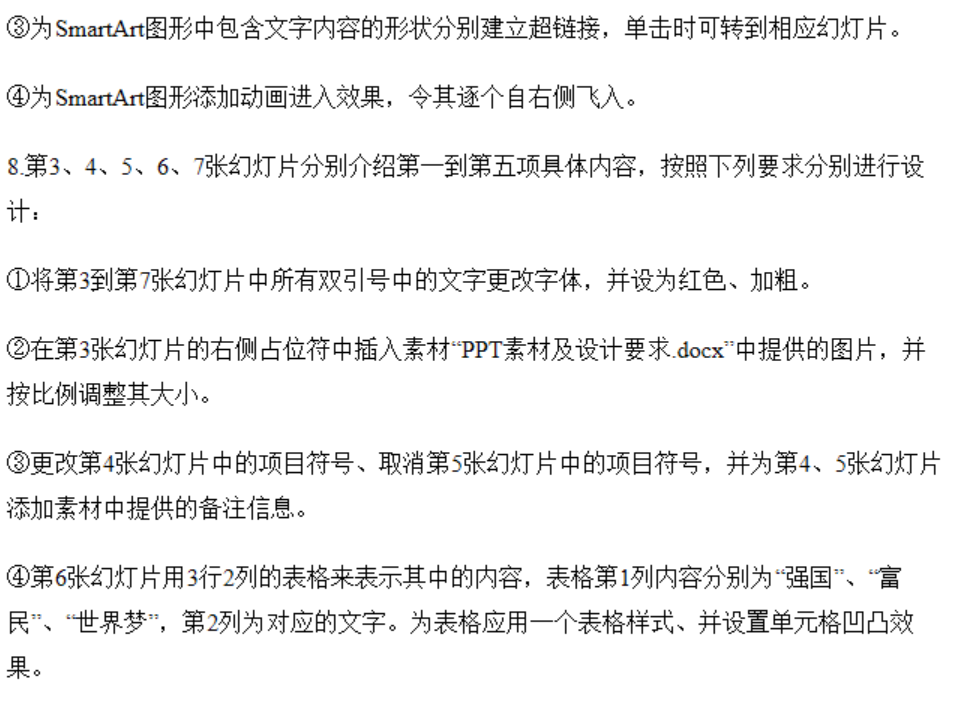 ③为SmartArt图形中包含文字内容的形状分别建立超链接，单击时可转到相应幻灯片。
④为SmartArt图形添加动画进入效果，令其逐个自右侧飞入。
8.第3、4、5、6、7张幻灯片分别介绍第一到第五项具体内容，按照下列要求分别进行设
计：
①将第3到第7张幻灯片中所有双引号中的文字更改字体，并设为红色、加粗。
②在第3张幻灯片的右侧占位符中插入素材“PPT素材及设计要求.docx”中提供的图片，并
按比例调整其大小。
③更改第4张幻灯片中的项目符号、取消第5张幻灯片中的项目符号，并为第4、5张幻灯片
添加素材中提供的备注信息。
④第6张幻灯片用3行2列的表格来表示其中的内容，表格第1列内容分别为“强国”、“富
民”、“世界梦”，第2列为对应的文字。为表格应用一个表格样式、并设置单元格凹凸效
果。